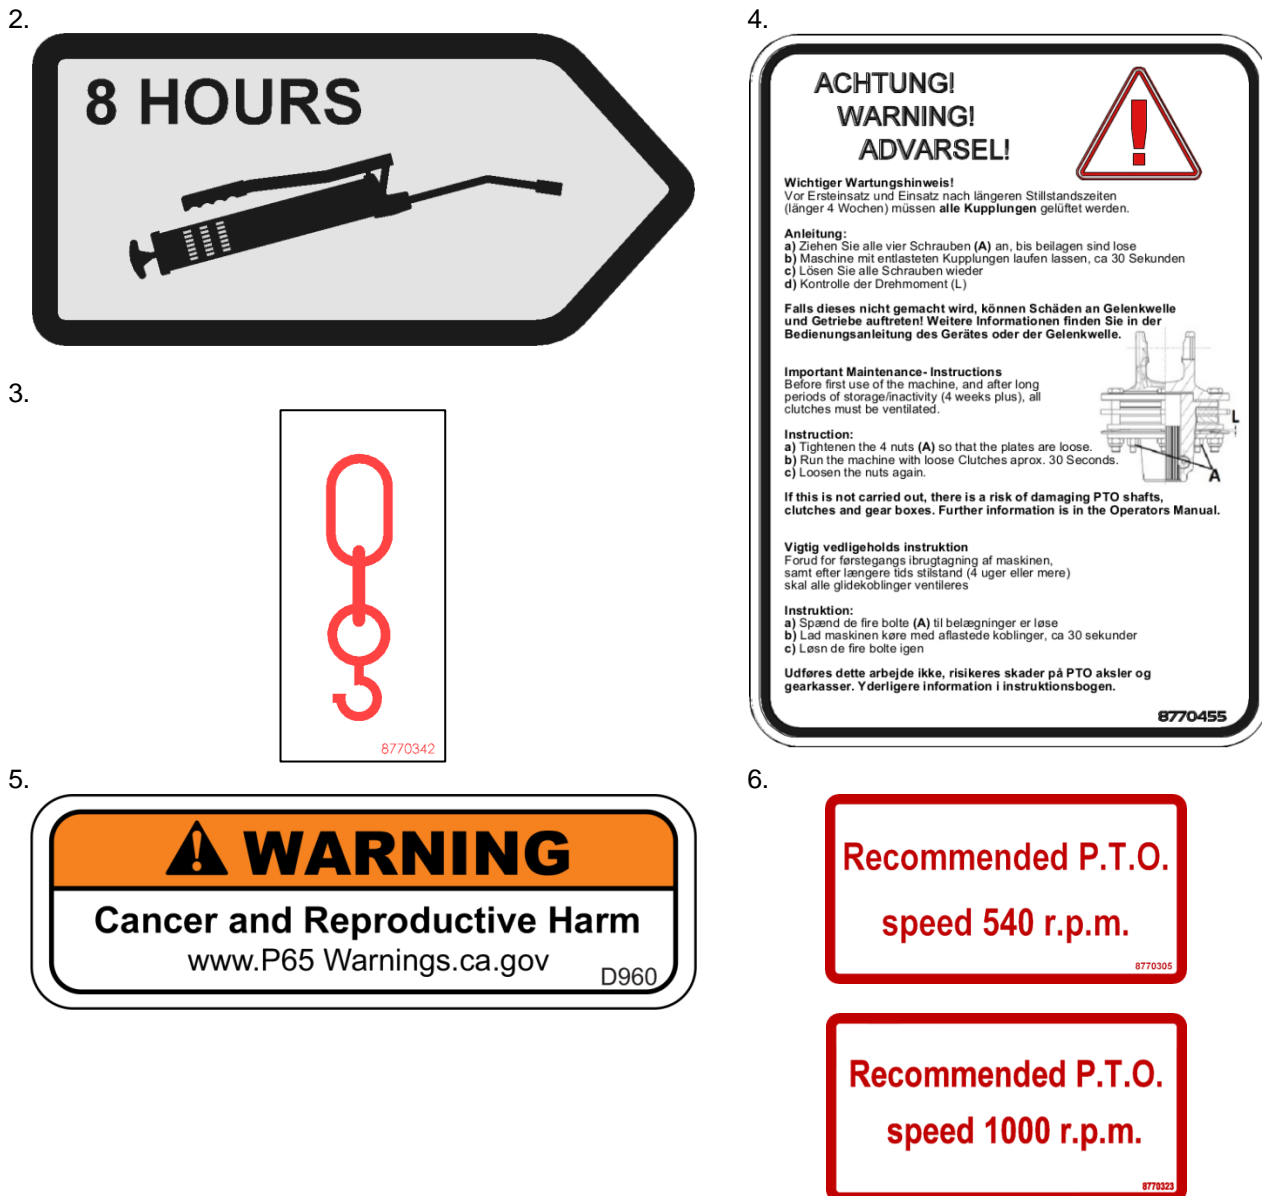 2.
8 HOURS
3.
8770342
4.
ACHTUNG!
WARNING!
ADVARSEL!
Wichtiger Wartungshinweis!
Vor Ersteinsatz und Einsatz nach längeren Stillstandszeiten
(länger 4 Wochen) müssen alle Kupplungen gelüftet werden.
Anleitung:
a) Ziehen Sie alle vier Schrauben (A) an, bis beilagen sind lose
b) Maschine mit entlasteten Kupplungen laufen lassen, ca 30 Sekunden
c) Lösen Sie alle Schrauben wieder
d) Kontrolle der Drehmoment (L)
Falls dieses nicht gemacht wird, können Schäden an Gelenkwelle
und Getriebe auftreten! Weitere Informationen finden Sie in der
Bedienungsanleitung des Gerätes oder der Gelenkwelle.
Important Maintenance- Instructions
Before first use of the machine, and after long
periods of storage/inactivity (4 weeks plus), all
clutches must be ventilated.
Instruction:
a) Tightenen the 4 nuts (A) so that the plates are loose.
b) Run the machine with loose Clutches aprox. 30 Seconds.
c) Loosen the nuts again.
L
A
If this is not carried out, there is a risk of damaging PTO shafts,
clutches and gear boxes. Further information is in the Operators Manual.
Vigtig vedligeholds instruktion
Forud for førstegangs ibrugtagning af maskinen,
samt efter længere tids stilstand (4 uger eller mere)
skal alle glidekoblinger ventileres
Instruktion:
a) Spænd de fire bolte (A) til belægninger er løse
b) Lad maskinen køre med aflastede koblinger, ca 30 sekunder
c) Løsn de fire bolte igen
Udføres dette arbejde ikke, risikeres skader på PTO aksler og
gearkasser. Yderligere information i instruktionsbogen.
8770455
5.
WARNING
Cancer and Reproductive Harm
www.P65 Warnings.ca.gov
D960
6.
Recommended P.T.O.
speed 540 r.p.m.
8770305
Recommended P.T.O.
speed 1000 r.p.m.
8770323